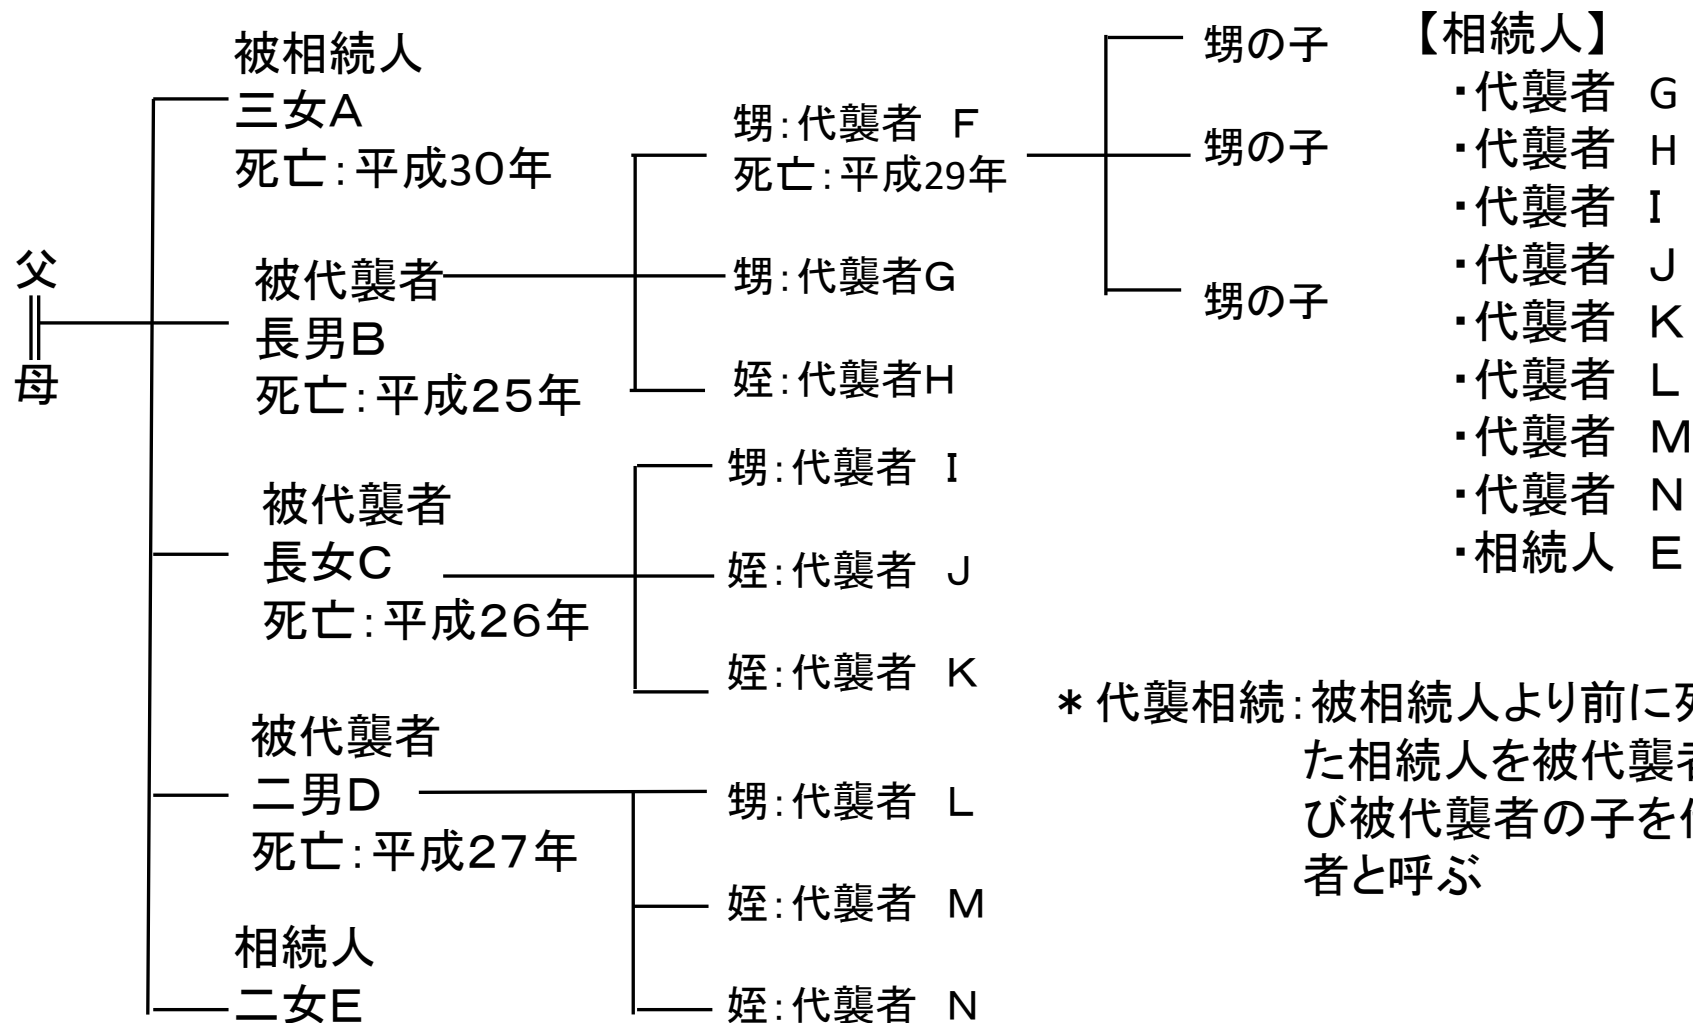 父
母
被相続人
三女A
死亡:平成30年
被代襲者
長男B
死亡:平成25年
被代襲者
長女C
死亡:平成26年
被代襲者
二男D
死亡:平成27年
相続人
二女E
甥:代襲者 F
死亡:平成29年
甥:代襲者G
姪:代襲者H
甥:代襲者 I
姪:代襲者 J
姪:代襲者 K
甥:代襲者 L
姪:代襲者 M
姪:代襲者 N
甥の子
甥の子
甥の子
【相続人】
・代襲者 G
・代襲者 H
・代襲者 I
・代襲者 J
・代襲者 K
・代襲者 L
・代襲者 M
・代襲者 N
・相続人 E
*代襲相続:被相続人より前に
た相続人を被代襲
び被代襲者の子を
者と呼ぶ